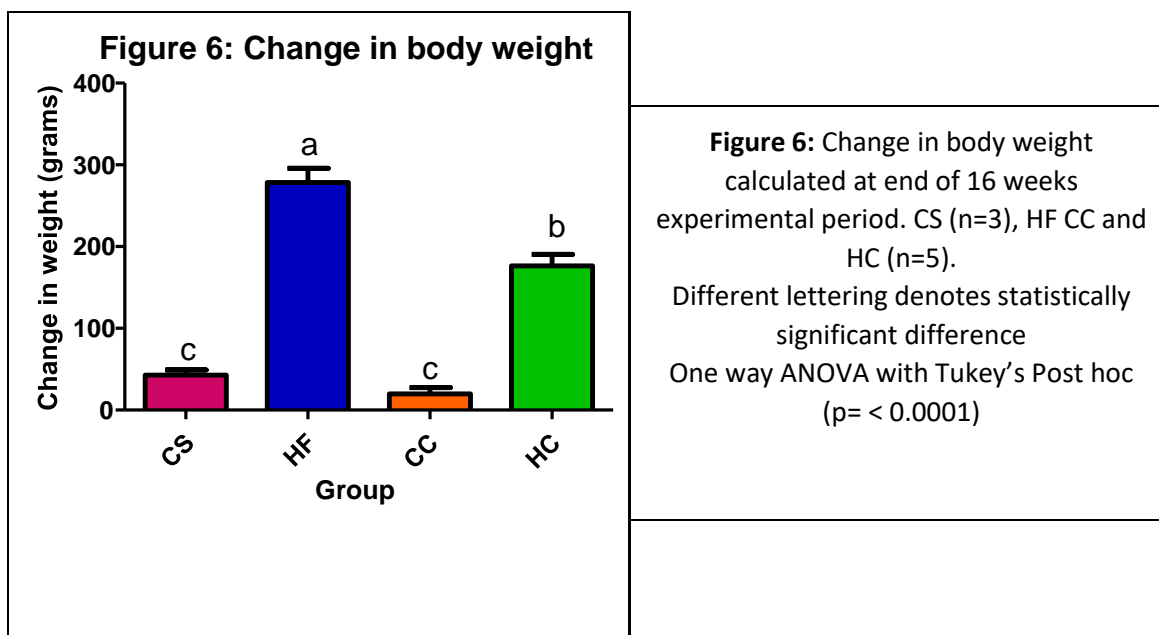 Figure 6: Change in body weight
Change in weight (grams)
400
300
200
100
0
c
a
c
b
CS
HF
CC
HC
Group
Figure 6: Change in body weight
calculated at end of 16 weeks
experimental period. CS (n=3), HF CC and
HC (n=5).
Different lettering denotes statistically
significant difference
One way ANOVA with Tukey’s Post hoc
(p= < 0.0001)